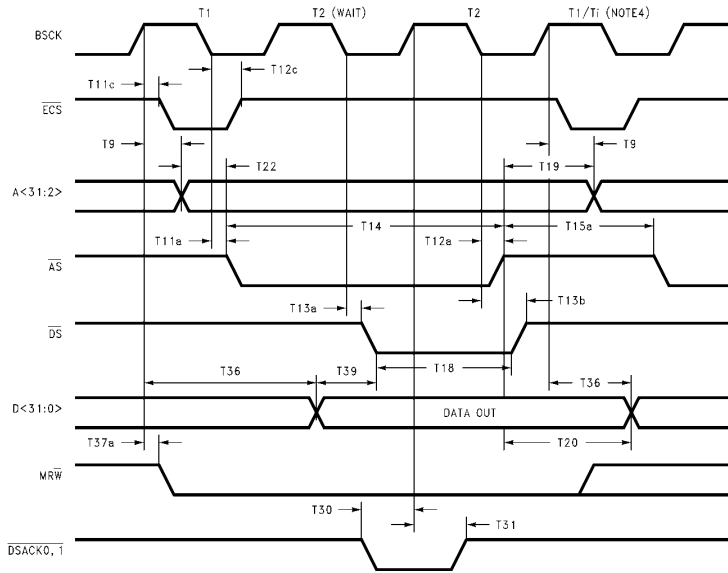 T1 T2 (WAIT) T2 T1/Ti (NOTE4)
BSCK
T11c T12c
ECS
T9 T22 T19 T9
A<31:2>
T14 T15a
T11a T12a
AS
T13a T13b
DS
T36 T39 T18 T36
D<31:0> DATA OUT
T37a T20
MRW
T30 T31
DSACK0, 1